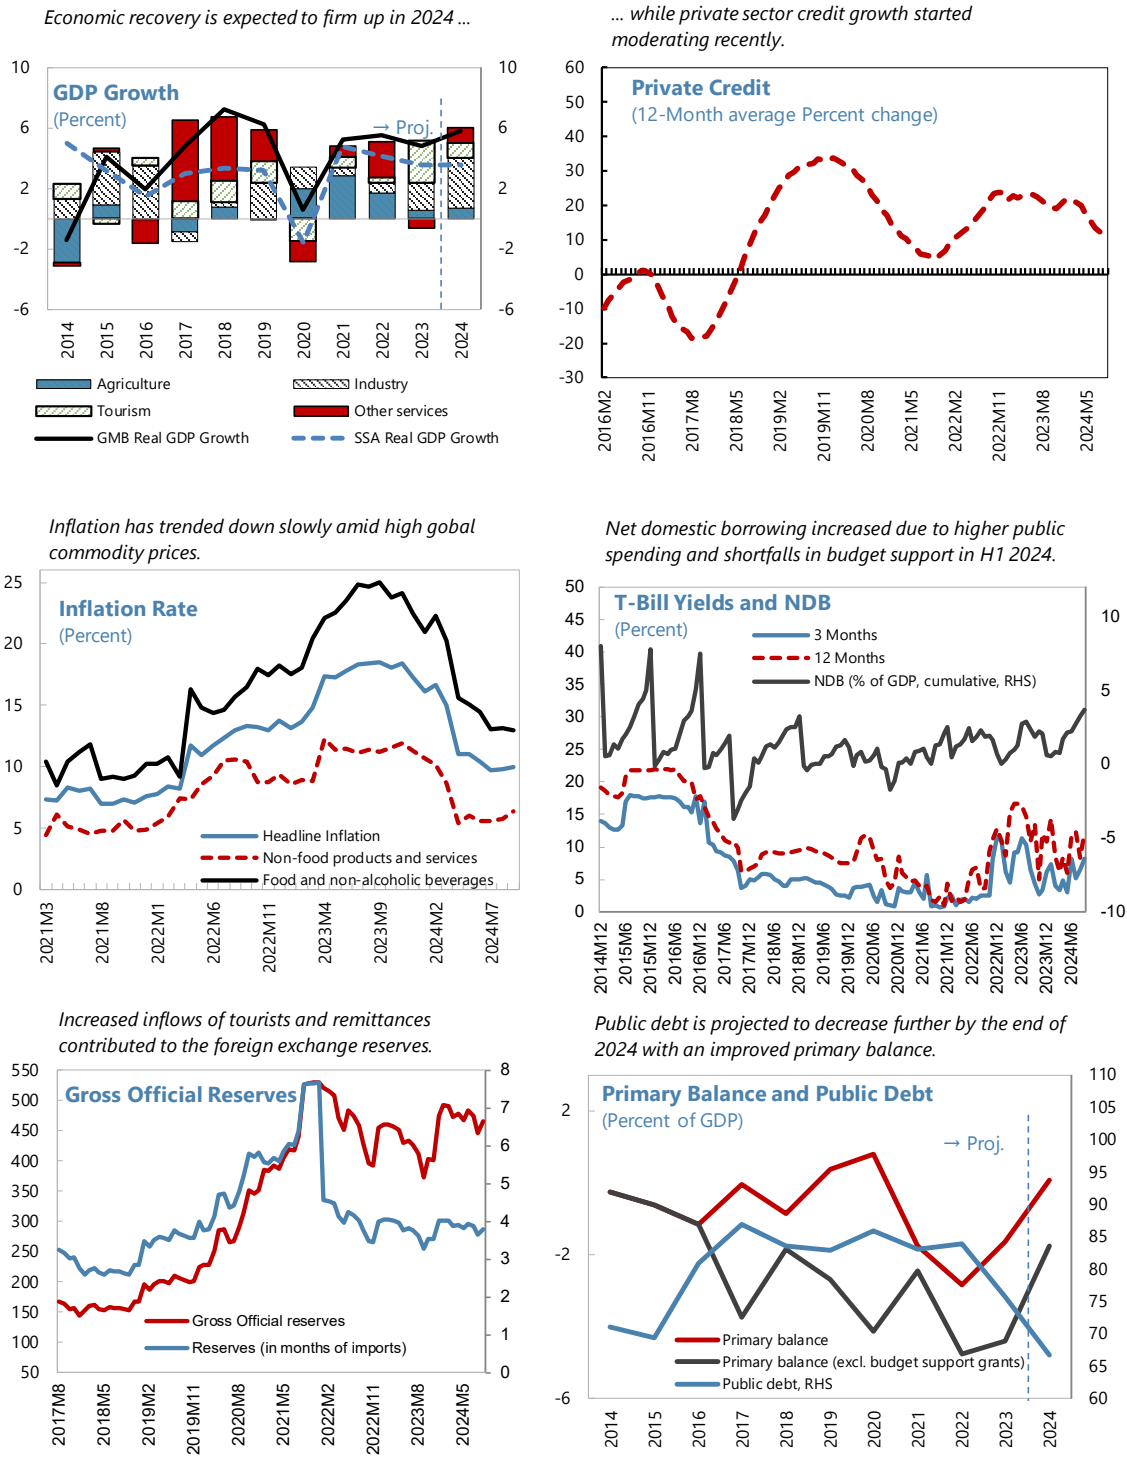 Economic recovery is expected to firm up in 2024 ...
10
6
2
-2
-6
GDP Growth
(Percent)
→ Proj.
10
6
2
-2
-6
2014
2015
2016
2017
2018
2019
2020
2021
2022
2023
2024
Agriculture
Industry
Tourism
Other services
GMB Real GDP Growth
SSA Real GDP Growth
... while private sector credit growth started
moderating recently.
60
50
40
30
20
10
0
-10
-20
-30
Private Credit
(12-Month average Percent change)
2016M2
2016M11
2017M8
2018M5
2019M2
2019M11
2020M8
2021M5
2022M2
2022M11
2023M8
2024M5
Inflation has trended down slowly amid high gobal
commodity prices.
25
20
15
10
5
0
Inflation Rate
(Percent)
Headline Inflation
Non-food products and services
Food and non-alcoholic beverages
2021M3
2021M8
2022M1
2022M6
2022M11
2023M4
2023M9
2024M2
2024M7
Net domestic borrowing increased due to higher public
spending and shortfalls in budget support in H1 2024.
50
45
40
35
30
25
20
15
10
5
0
T-Bill Yields and NDB
(Percent)
3 Months
12 Months
NDB (% of GDP, cumulative, RHS)
10
5
0
-5
-10
2014M12
2015M6
2015M12
2016M6
2016M12
2017M6
2017M12
2018M6
2018M12
2019M6
2019M12
2020M6
2020M12
2021M6
2021M12
2022M6
2022M12
2023M6
2023M12
2024M6
Increased inflows of tourists and remittances
contributed to the foreign exchange reserves.
550
500
450
400
350
300
250
200
150
100
50
Gross Official Reserves
Gross Official reserves
Reserves (in months of imports)
8
7
6
5
4
3
2
1
0
2017M8
2018M5
2019M2
2019M11
2020M8
2021M5
2022M2
2022M11
2023M8
2024M5
Public debt is projected to decrease further by the end of
2024 with an improved primary balance.
2
-2
-6
Primary Balance and Public Debt
(Percent of GDP)
→ Proj.
Primary balance
Primary balance (excl. budget support grants)
Public debt, RHS
110
105
100
95
90
85
80
75
70
65
60
2014
2015
2016
2017
2018
2019
2020
2021
2022
2023
2024